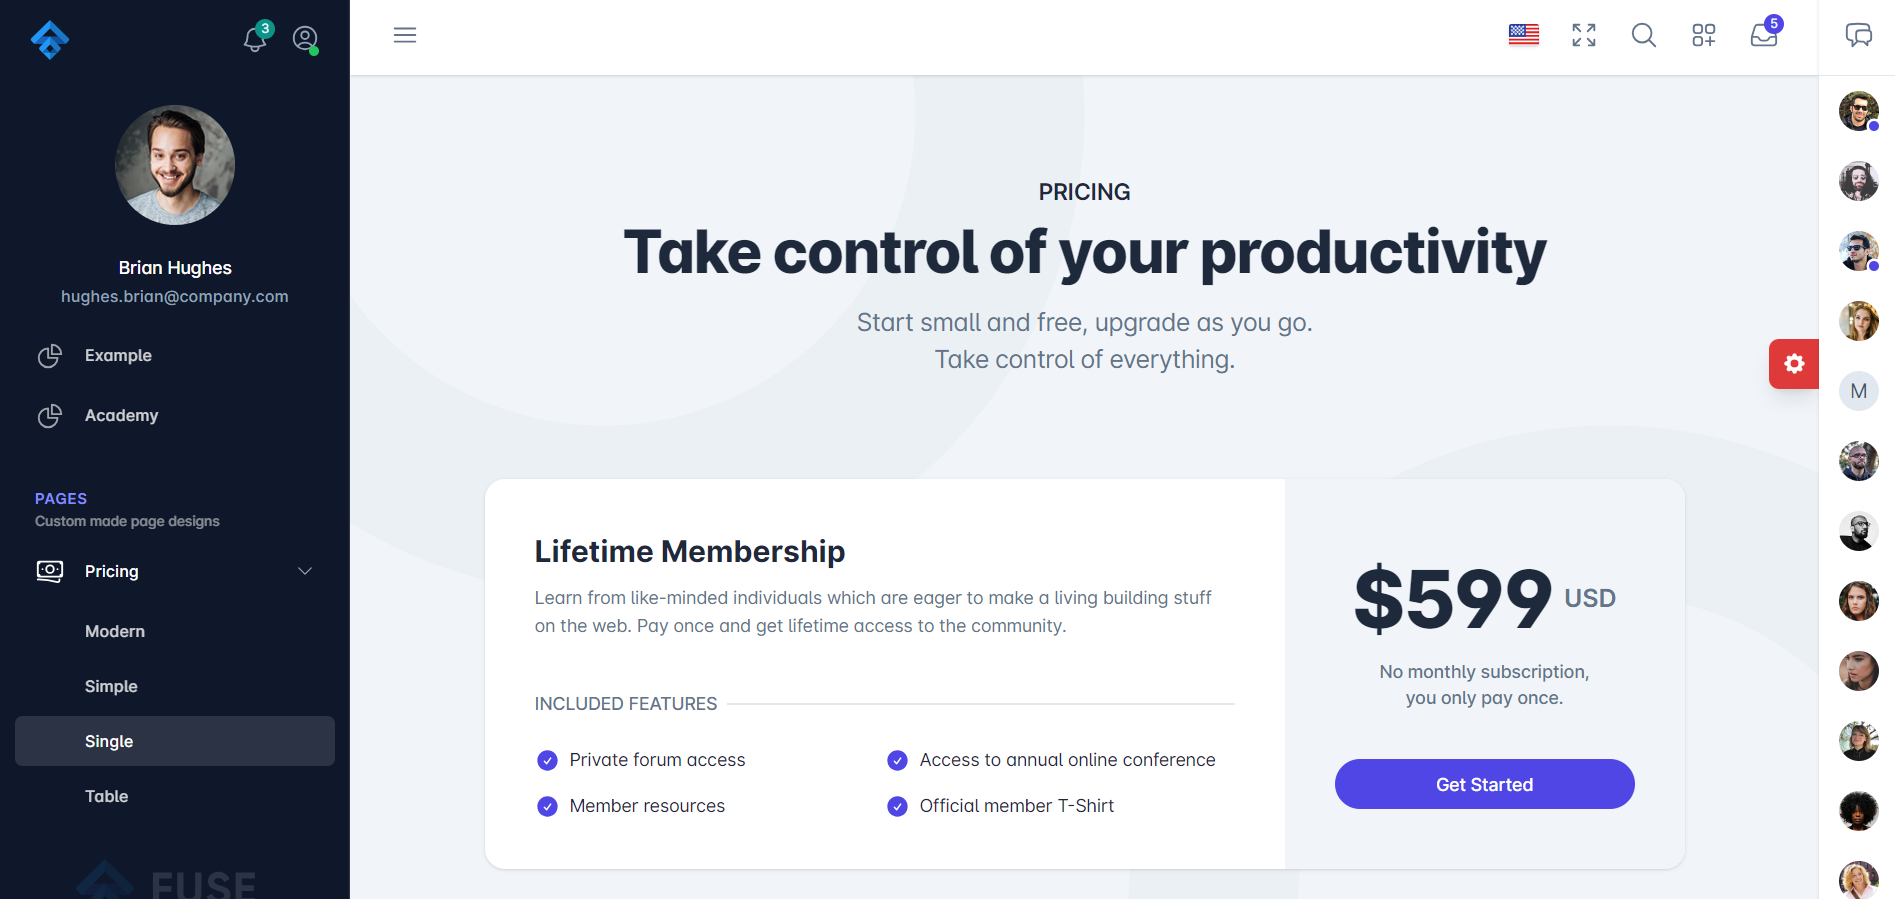 3
5
Brian Hughes
hughes.brian@company.com
Example
Academy
PAGES
Custom made page designs
Pricing
Modern
Simple
Single
Table
FUSE
PRICING
Take control of your productivity
Start small and free, upgrade as you go.
Take control of everything.
Lifetime Membership
Learn from like-minded individuals which are eager to make a living building stuff
on the web. Pay once and get lifetime access to the community.
INCLUDED FEATURES
Private forum access
Access to annual online conference
Member resources
Official member T-Shirt
$599 USD
No monthly subscription,
you only pay once.
Get Started
M